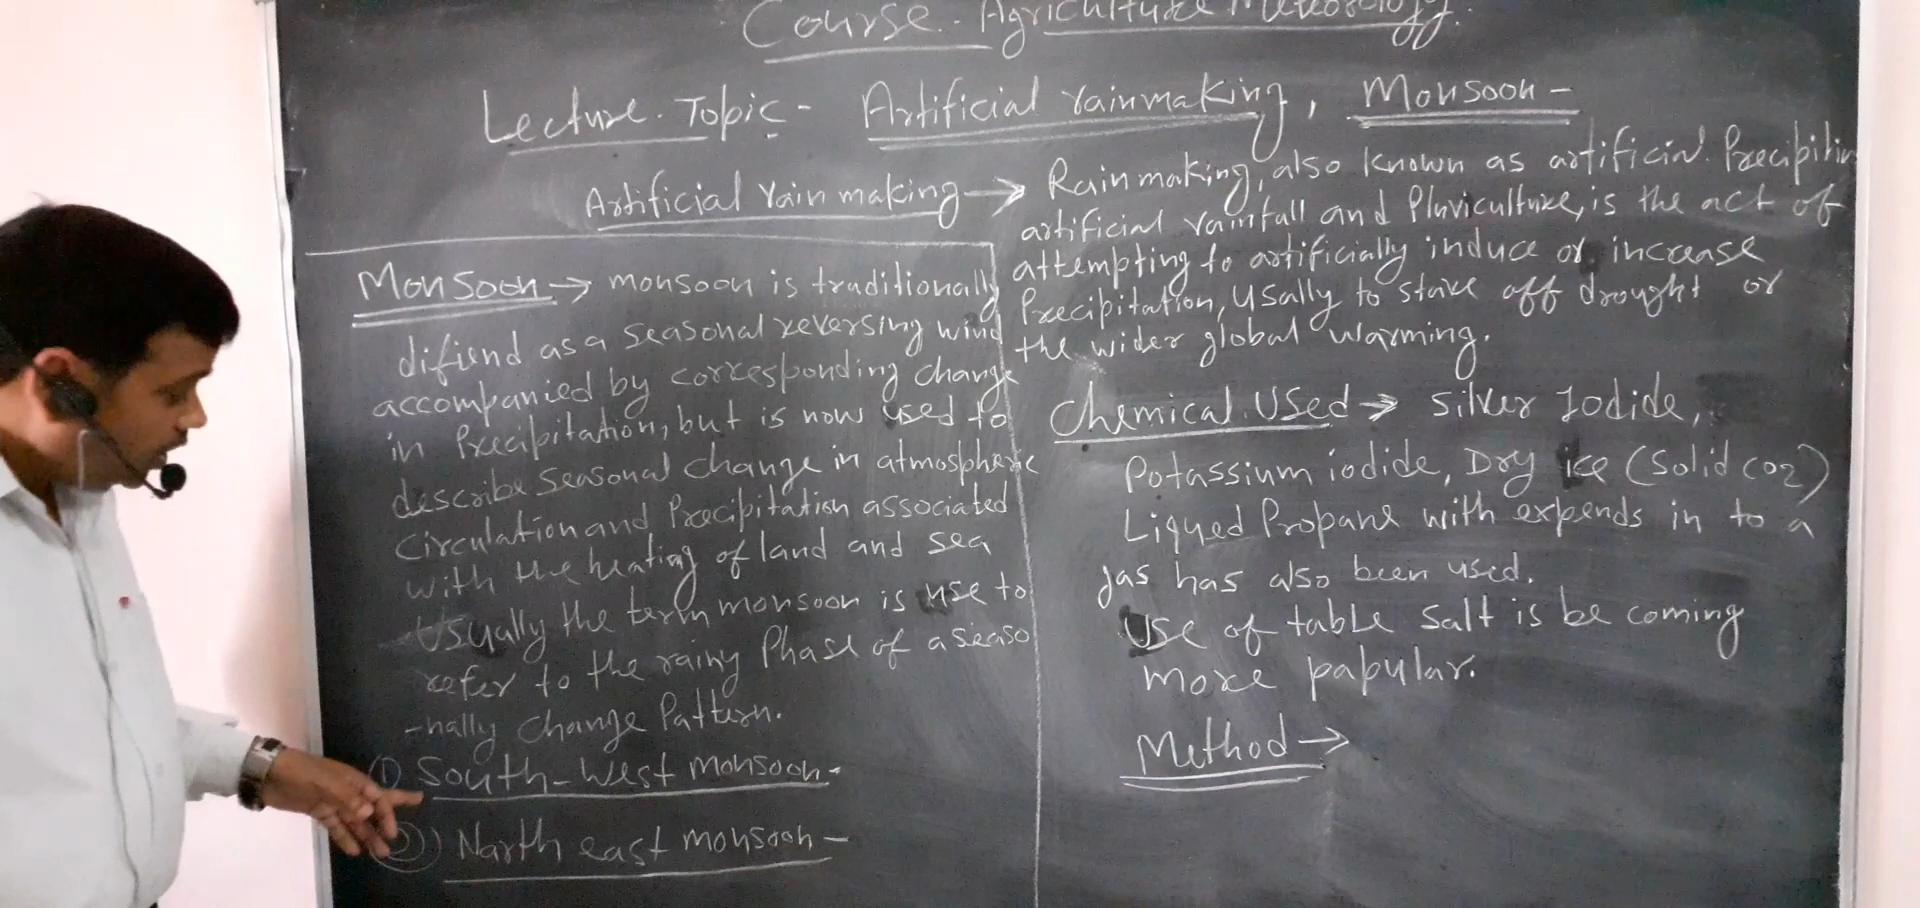 Course - Agriculture Meteorology.
Lecture Topic - Artificial rainmaking, Monsoon -
Artificial rain making → Rainmaking, also known as artificial Precipitin
artificial rainfall and Pluviculture, is the act of
attempting to artificially induce or increase
Precipitation, Usally to stave off drought or
the wider global warming.
Chemical Used → Silver Iodide,
Potassium iodide, Dry ice (Solid CO2)
Liqued Propane with expends in to a
gas has also been used.
Use of table Salt is be coming
more papular.
Method →
Monsoon → monsoon is traditionally
difiend as a seasonal reversing wind
accompanied by corresponding change
in Precipitation, but is now used to
describe seasonal change in atmospheric
Circulation and Precipitation associated
with the heating of land and sea
Usually the term monsoon is use to
refer to the rainy Phase of a seaso
-nally change Pattern.
(1) South-West monsoon -
(2) Narth east monsoon -